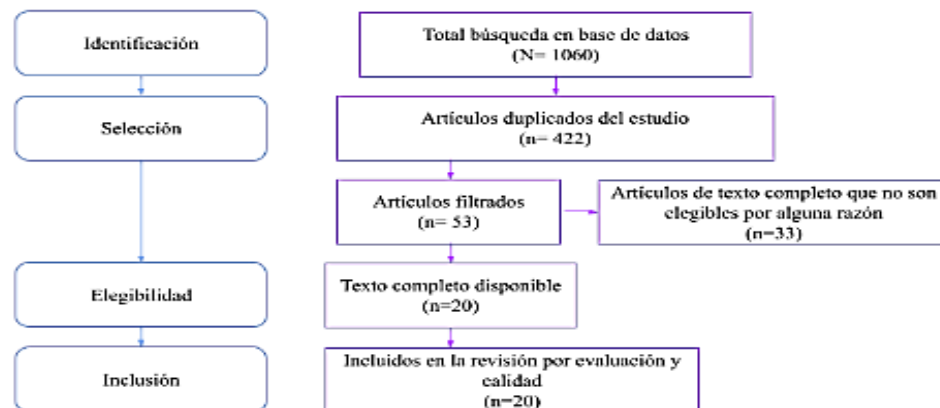 Identificación
Total búsqueda en base de datos
(N= 1060)
Selección
Artículos duplicados del estudio
(n= 422)
Artículos filtrados
(n= 53)
Artículos de texto completo que no son
elegibles por alguna razón
(n=33)
Elegibilidad
Texto completo disponible
(n=20)
Inclusión
Incluidos en la revisión por evaluación y
calidad
(n=20)